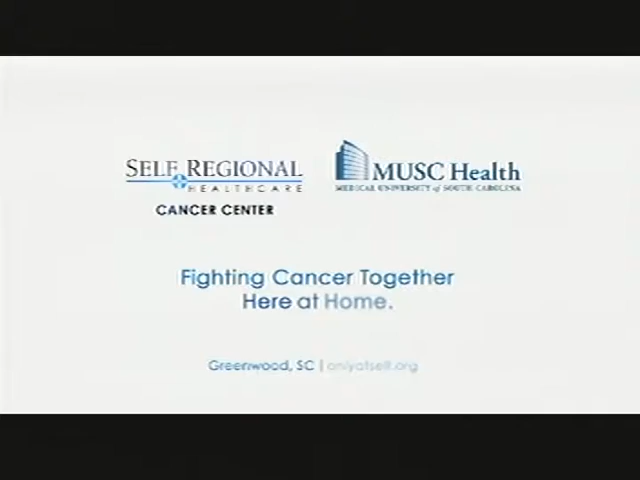 SELF REGIONAL
HEALTHCARE
CANCER CENTER
MUSC Health
MEDICAL UNIVERSITY of SOUTH CAROLINA
Fighting Cancer Together
Here at Home.
Greenwood, SC | onlyatself.org